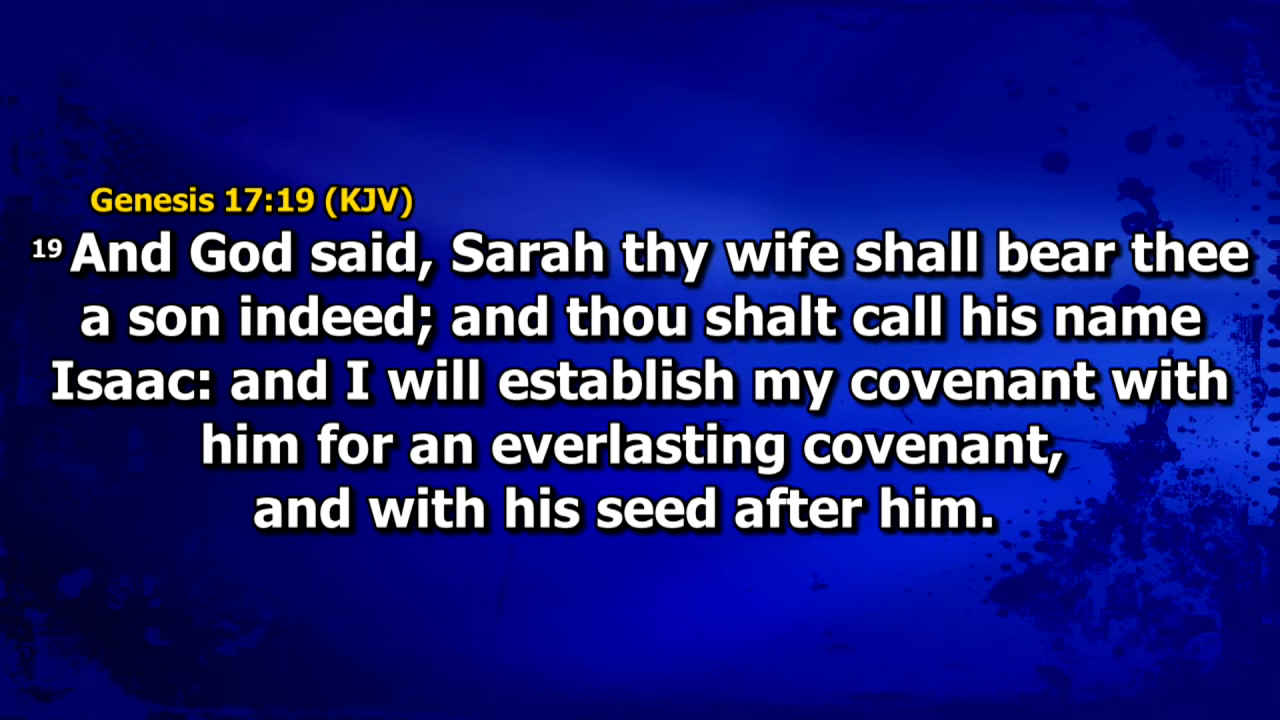 Genesis 17:19 (KJV)
19 And God said, Sarah thy wife shall bear thee
a son indeed; and thou shalt call his name
Isaac: and I will establish my covenant with
him for an everlasting covenant,
and with his seed after him.